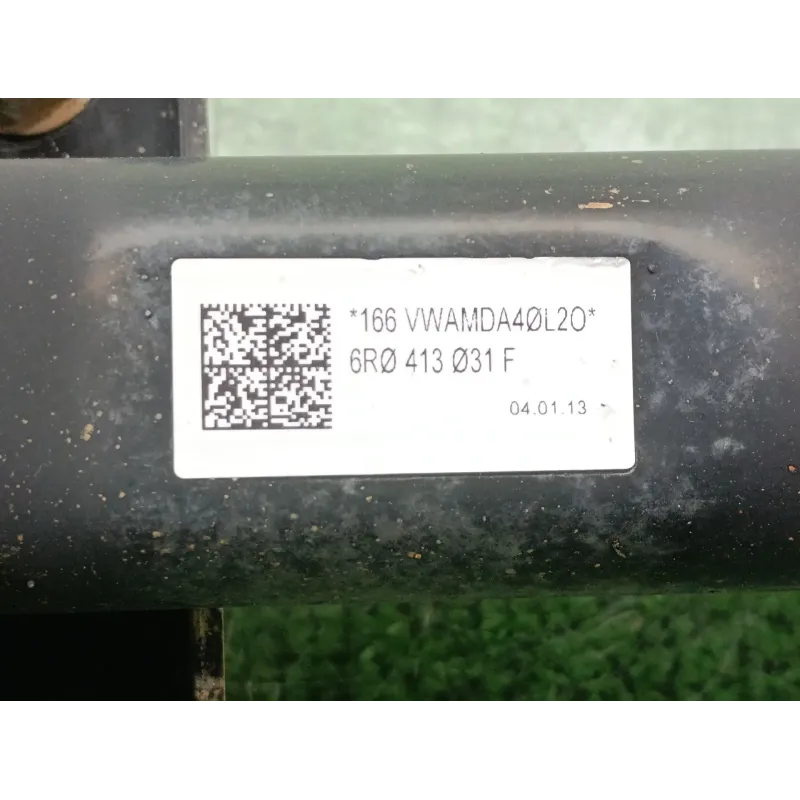 *166 VWAMDA4ØL2O*
6RØ 413 Ø31 F
04.01.13